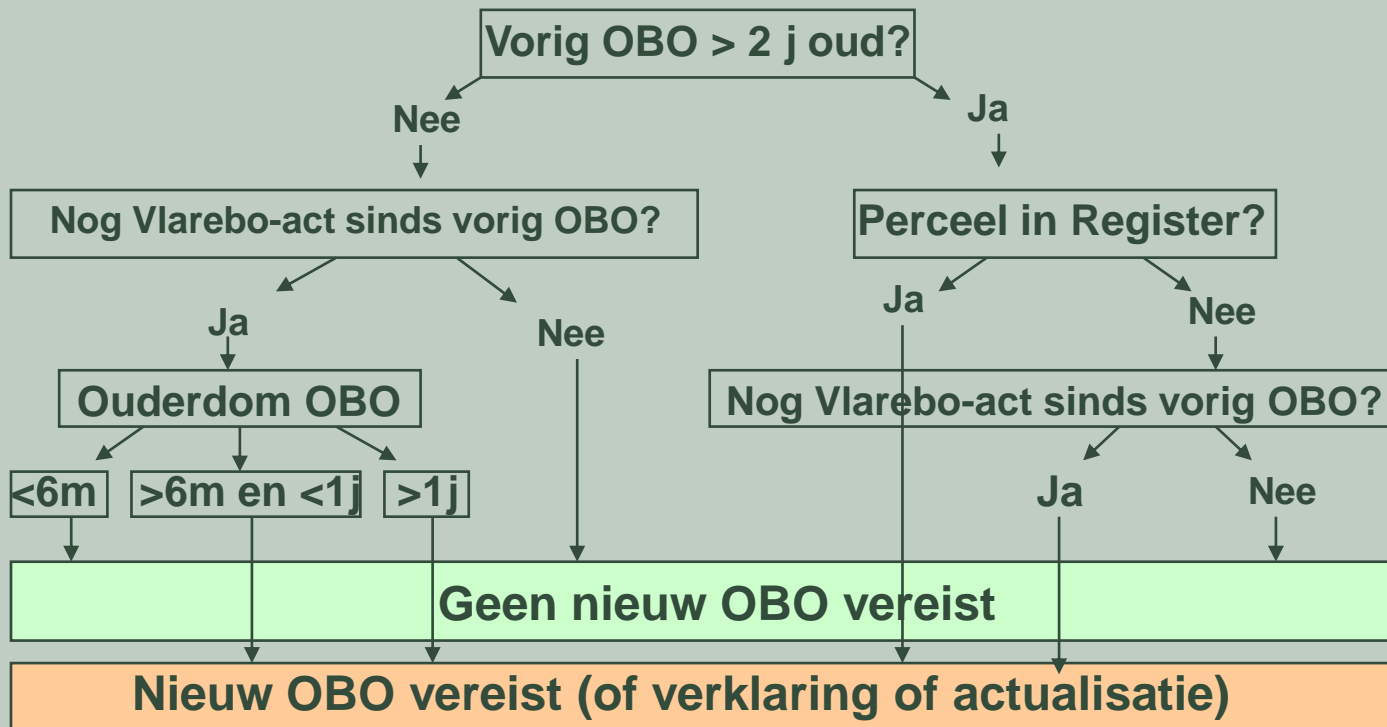 Vorig OBO > 2 j oud?
Nee
Ja
Nog Vlarebo-act sinds vorig OBO?
Perceel in Register?
Ja
Nee
Ja
Nee
Ouderdom OBO
Nog Vlarebo-act sinds vorig OBO?
<6m
>6m en <1j
>1j
Ja
Nee
Geen nieuw OBO vereist
Nieuw OBO vereist (of verklaring of actualisatie)